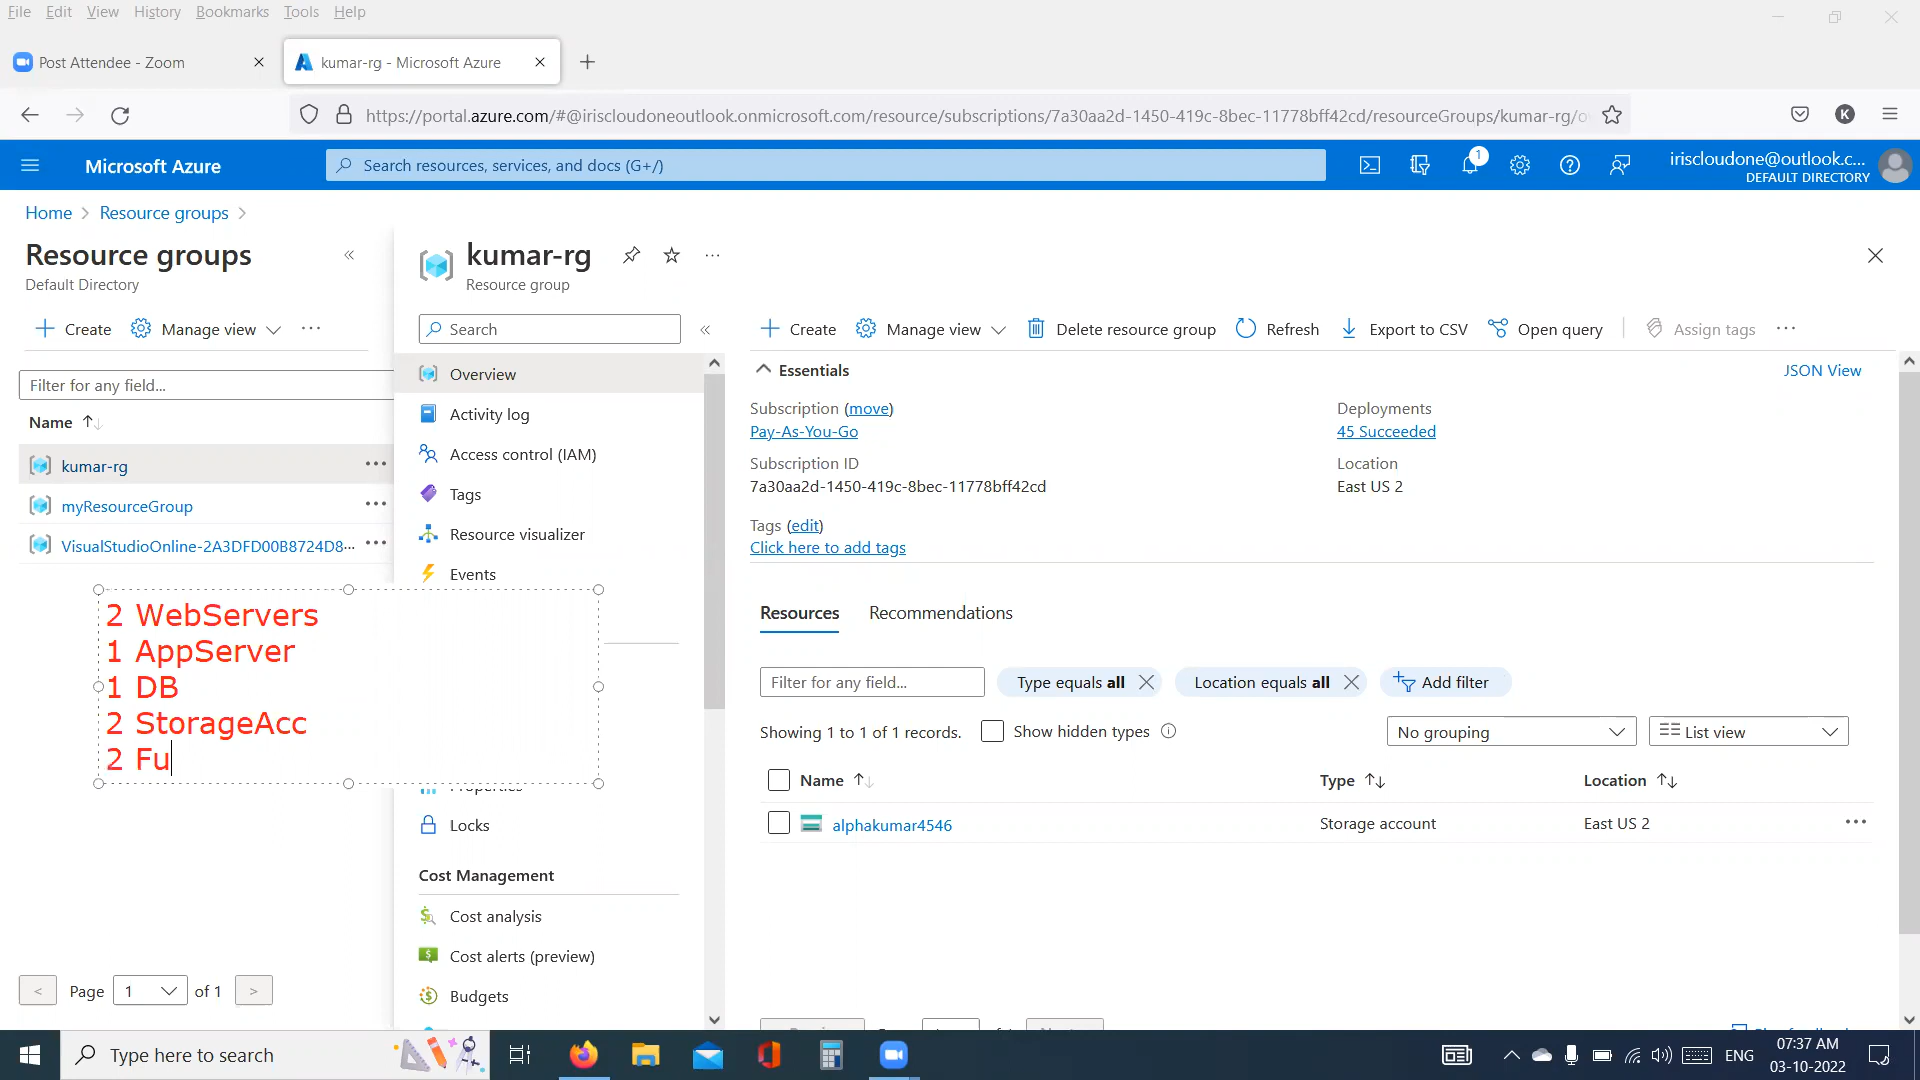 File Edit View History Bookmarks Tools Help
Post Attendee - Zoom
kumar-rg - Microsoft Azure
https://portal.azure.com/#@iriscloudoneoutlook.onmicrosoft.com/resource/subscriptions/7a30aa2d-1450-419c-8bec-11778bff42cd/resourceGroups/kumar-rg/o
K
Microsoft Azure
Search resources, services, and docs (G+/)
1
iriscloudone@outlook.c...
DEFAULT DIRECTORY
Home > Resource groups >
Resource groups
Default Directory
Create
Manage view
Filter for any field...
Name
kumar-rg
myResourceGroup
VisualStudioOnline-2A3DFD00B8724D8...
2 WebServers
1 AppServer
1 DB
2 StorageAcc
2 Fu
< Page 1 of 1 >
kumar-rg
Resource group
Search
Overview
Activity log
Access control (IAM)
Tags
Resource visualizer
Events
Properties
Locks
Cost Management
Cost analysis
Cost alerts (preview)
Budgets
Create
Manage view
Delete resource group
Refresh
Export to CSV
Open query
Assign tags
Essentials
JSON View
Subscription (move)
Pay-As-You-Go
Subscription ID
7a30aa2d-1450-419c-8bec-11778bff42cd
Tags (edit)
Click here to add tags
Deployments
45 Succeeded
Location
East US 2
Resources
Recommendations
Filter for any field...
Type equals all
Location equals all
Add filter
Showing 1 to 1 of 1 records.
Show hidden types
No grouping
List view
Name
Type
Location
alphakumar4546
Storage account
East US 2
Type here to search
ENG
07:37 AM
03-10-2022